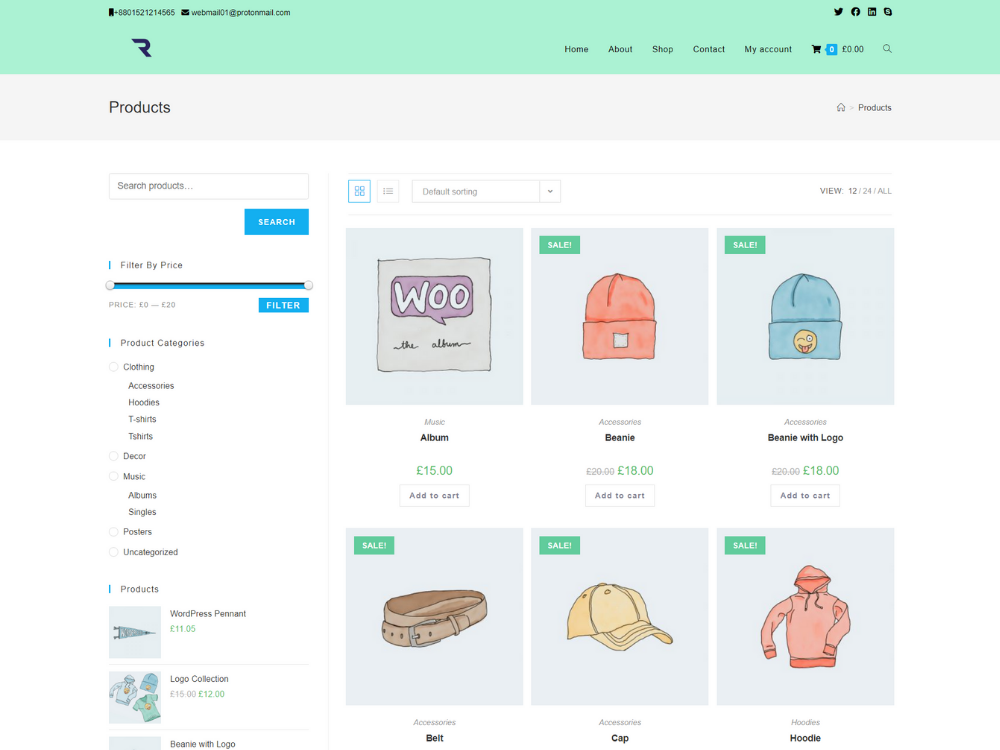 +8801521214565 webmail01@protonmail.com
Home About Shop Contact My account 0 £0.00
Products
> Products
Search products…
SEARCH
Filter By Price
PRICE: £0 — £20
FILTER
Product Categories
Clothing
Accessories
Hoodies
T-shirts
Tshirts
Decor
Music
Albums
Singles
Posters
Uncategorized
Products
WordPress Pennant
£11.05
Logo Collection
£15.00 £12.00
Beanie with Logo
Default sorting
VIEW: 12 / 24 / ALL
WOO
the album
Music
Album
£15.00
Add to cart
SALE!
Accessories
Beanie
£20.00 £18.00
Add to cart
SALE!
Accessories
Beanie with Logo
£20.00 £18.00
Add to cart
SALE!
Accessories
Belt
SALE!
Accessories
Cap
SALE!
Hoodies
Hoodie